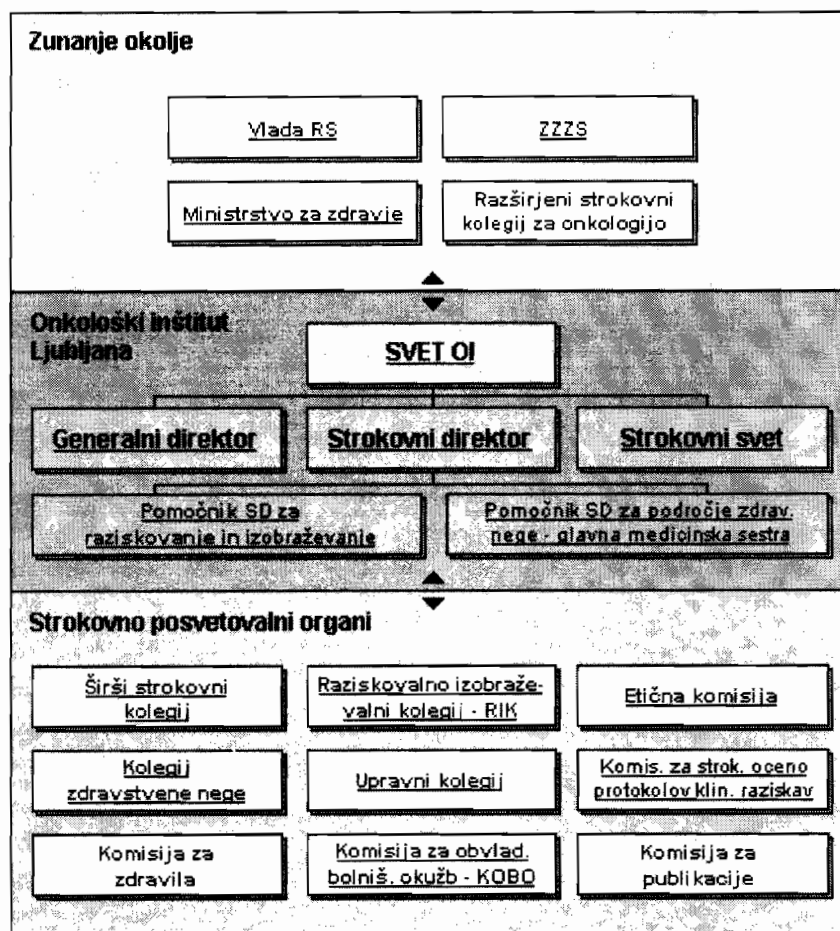 Zunanje okolje
Vlada RS
ZZZS
Ministrstvo za zdravje
Razširjeni strokovni
kolegij za onkologijo
Onkološki inštitut
Ljubljana
SVET OI
Generalni direktor
Strokovni direktor
Strokovni svet
Pomočnik SD za
raziskovanje in izobraževanje
Pomočnik SD za področje zdrav.
nege - glavna medicinska sestra
Strokovno posvetovalni organi
Širši strokovni
kolegij
Raziskovalno izobraže-
valni kolegij - RIK
Etična komisija
Kolegij
zdravstvene nege
Upravni kolegij
Komis. za strok. oceno
protokolov klin. raziskav
Komisija za
zdravila
Komisija za obvlad.
bolniš. okužb - KOBO
Komisija za
publikacije